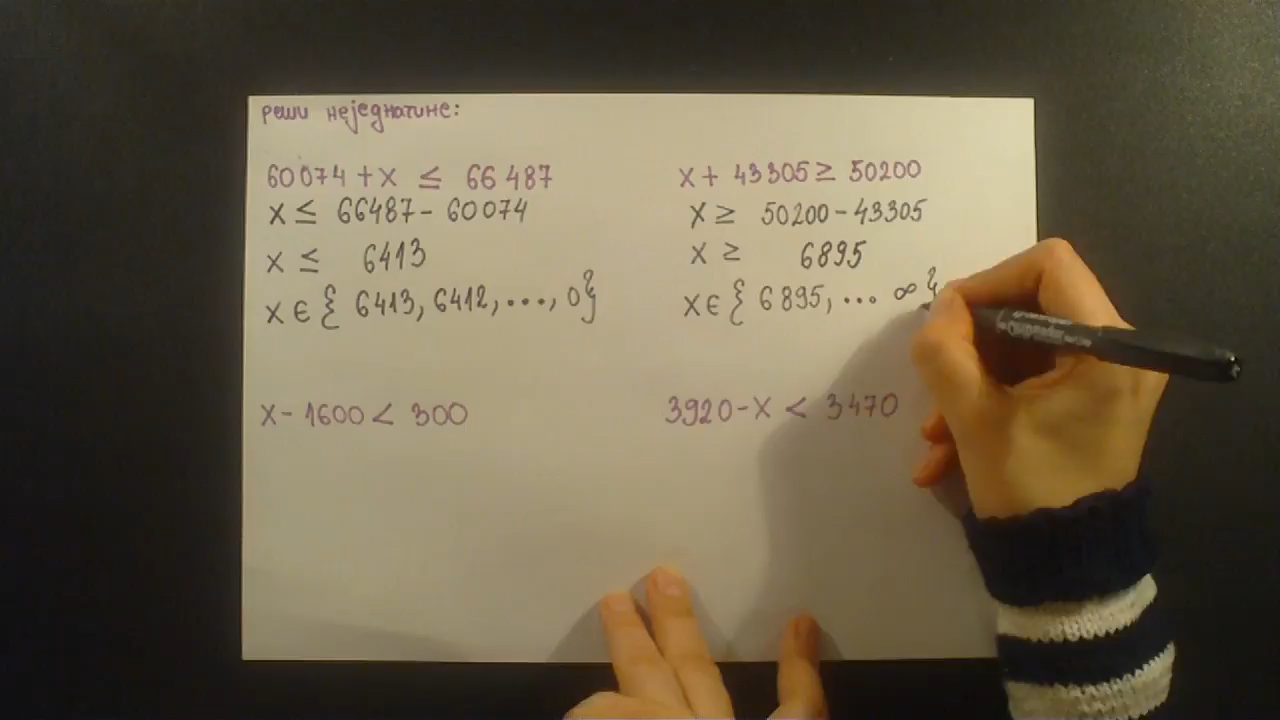 реши неједначине:
60074 + x ≤ 66487
x ≤ 66487 - 60074
x ≤ 6413
x ∈ { 6413, 6412, ..., 0}
x + 43305 ≥ 50200
x ≥ 50200 - 43305
x ≥ 6895
x ∈ { 6895, ... ∞ }
x - 1600 < 300
3920 - x < 3470